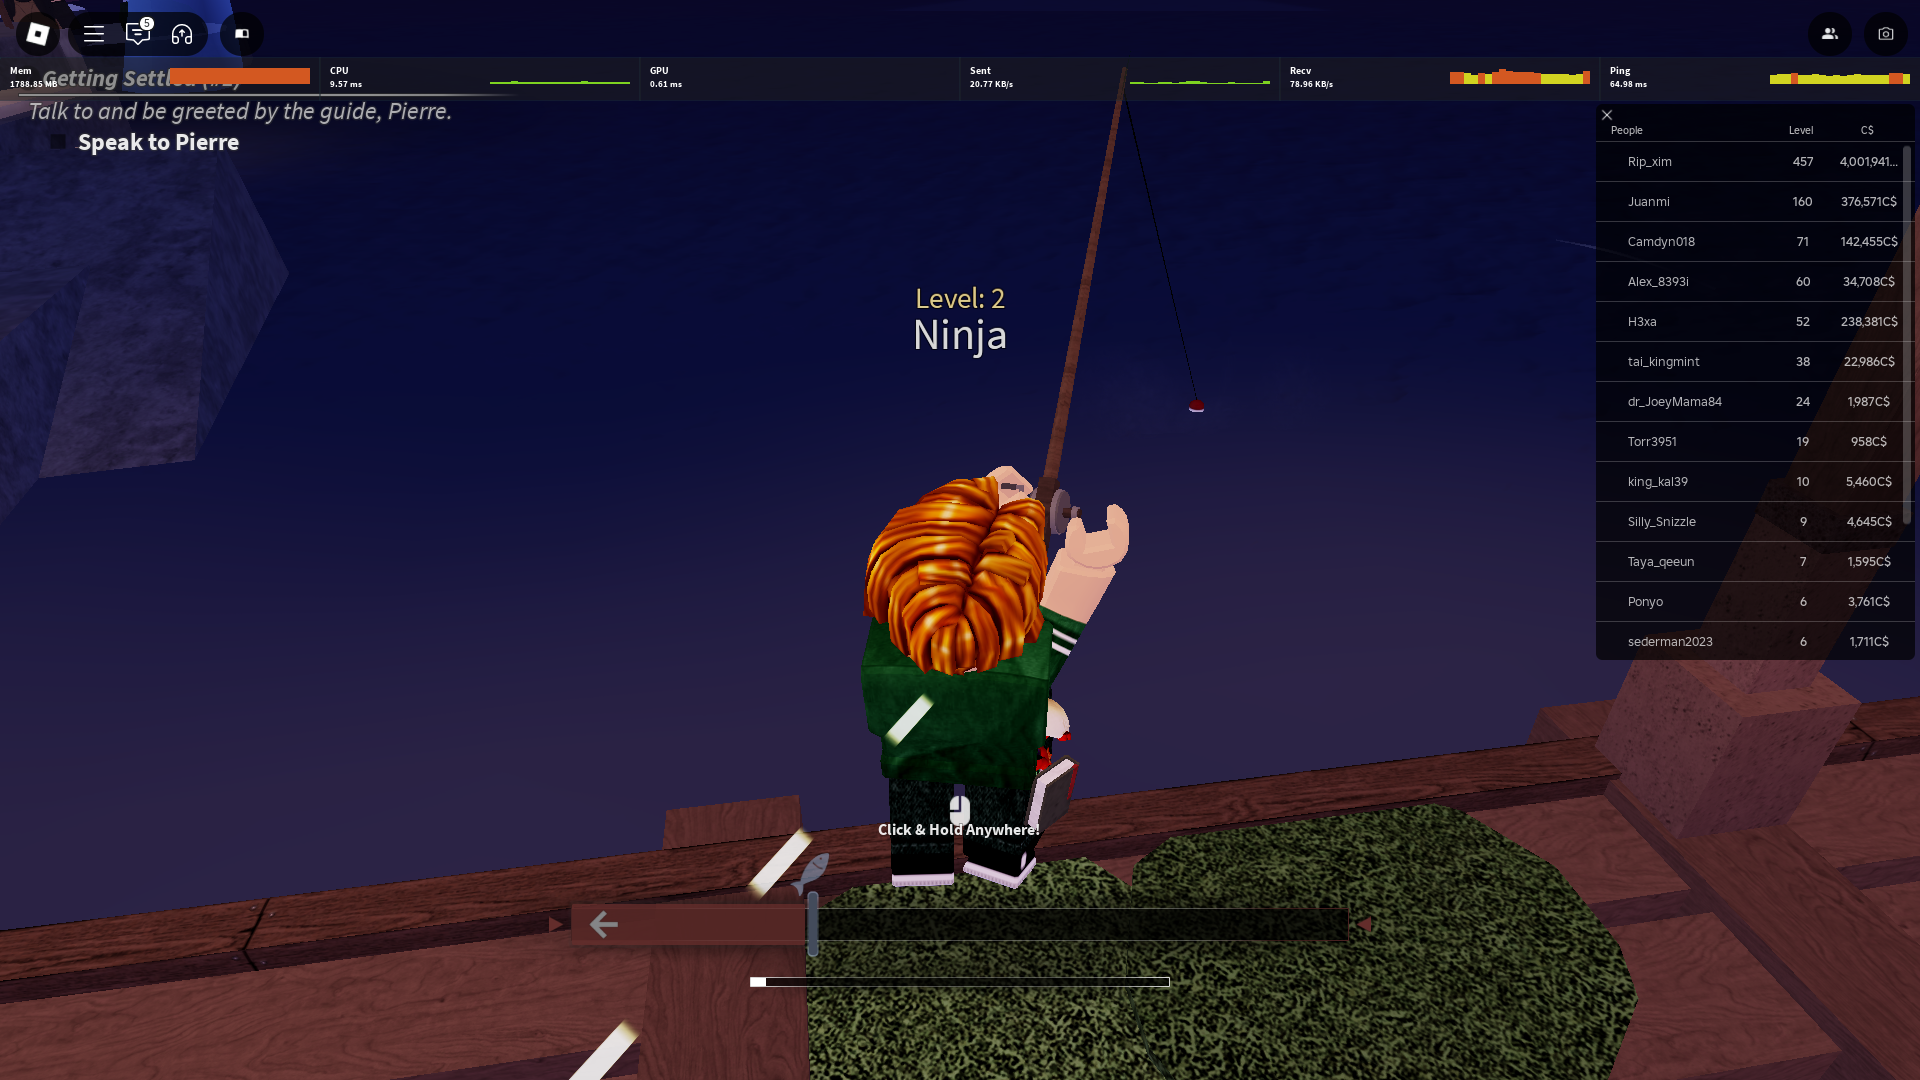 5
Mem
1788.85 MB
CPU
9.57 ms
GPU
0.61 ms
Sent
20.77 KB/s
Recv
78.96 KB/s
Ping
64.98 ms
Talk to and be greeted by the guide, Pierre.
Speak to Pierre
People Level C$
Rip_xim 457 4,001,941...
Juanmi 160 376,571C$
Camdyn018 71 142,455C$
Alex_8393i 60 34,708C$
H3xa 52 238,381C$
tai_kingmint 38 22,986C$
dr_JoeyMama84 24 1,987C$
Torr3951 19 958C$
king_kal39 10 5,460C$
Silly_Snizzle 9 4,645C$
Taya_qeeun 7 1,595C$
Ponyo 6 3,761C$
sederman2023 6 1,711C$
Level: 2
Ninja
Click & Hold Anywhere!